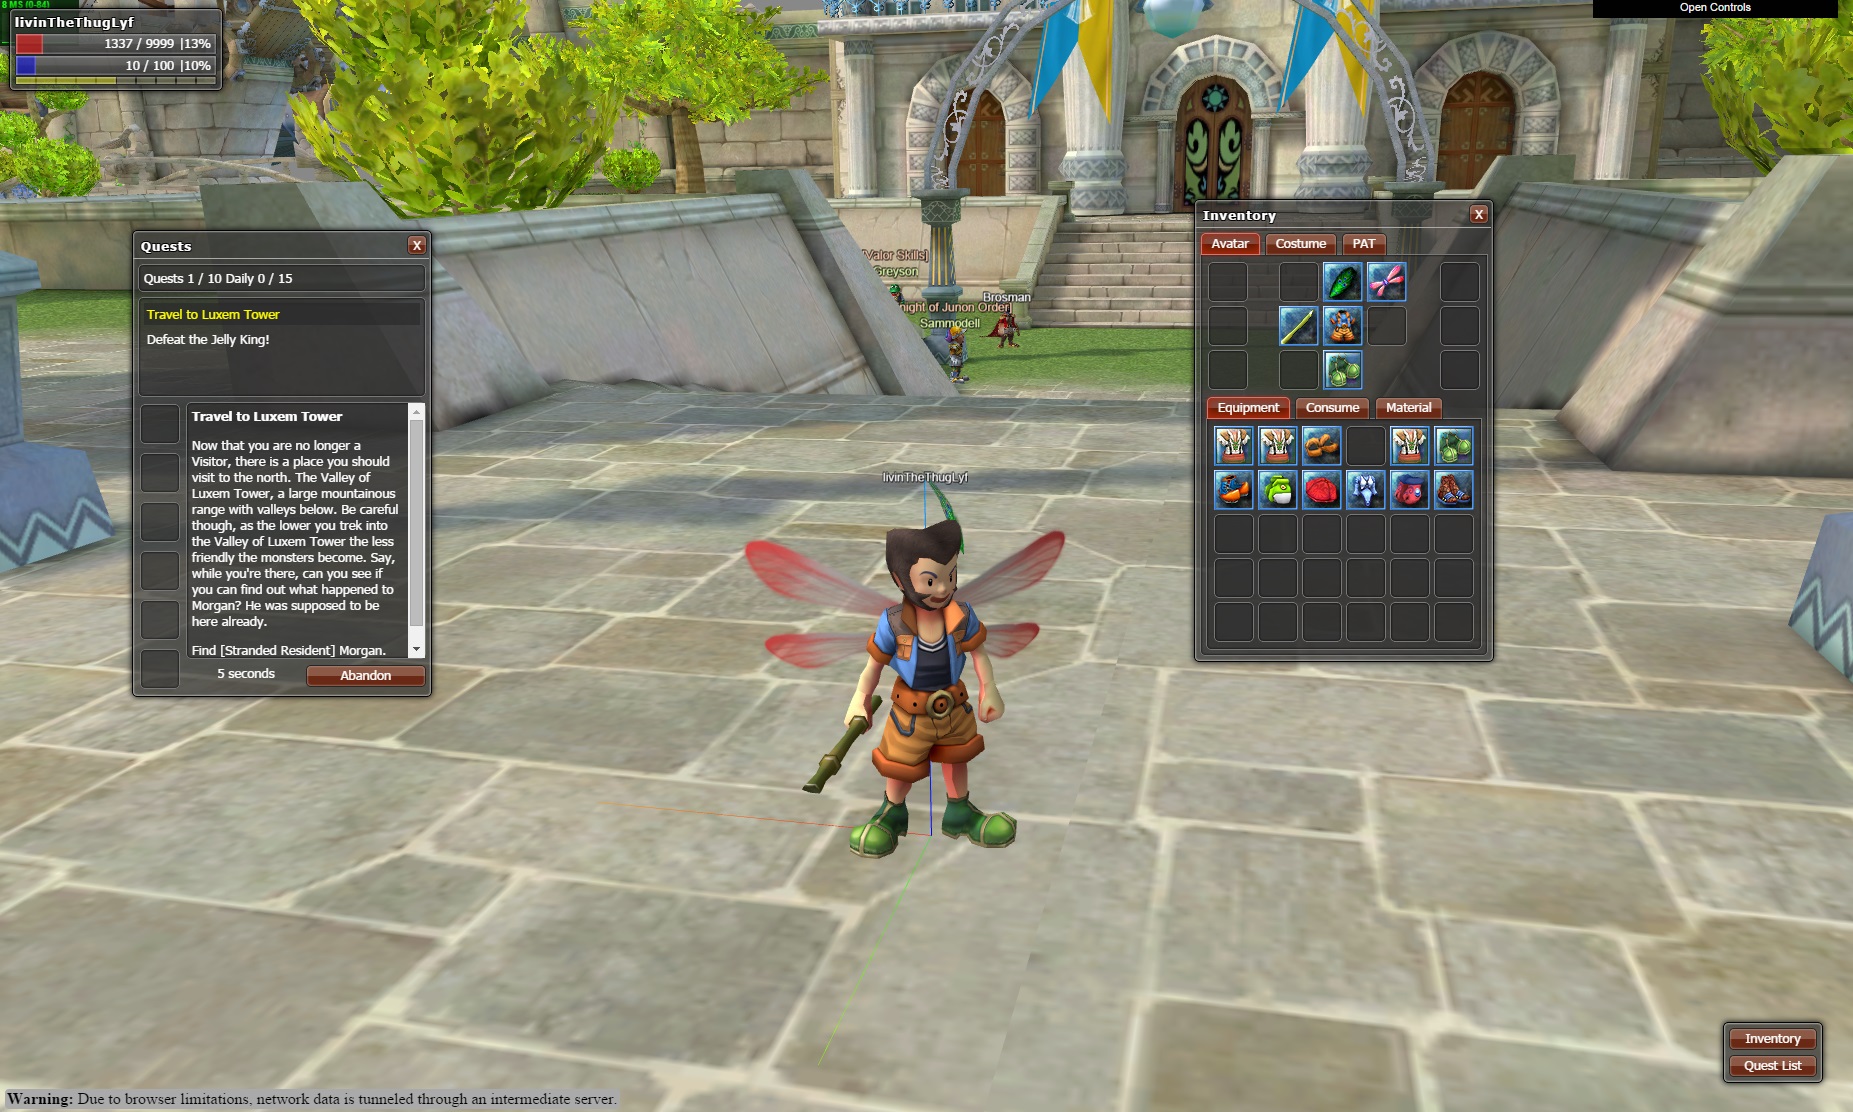 8 MS (0-84)
livinTheThugLyf
1337 / 9999 |13%
10 / 100 |10%
Open Controls
Quests
X
Quests 1 / 10 Daily 0 / 15
Travel to Luxem Tower
Defeat the Jelly King!
Travel to Luxem Tower
Now that you are no longer a
Visitor, there is a place you should
visit to the north. The Valley of
Luxem Tower, a large mountainous
range with valleys below. Be careful
though, as the lower you trek into
the Valley of Luxem Tower the less
friendly the monsters become. Say,
while you're there, can you see if
you can find out what happened to
Morgan? He was supposed to be
here already.
Find [Stranded Resident] Morgan.
5 seconds
Abandon
[Valor Skills]
Greyson
Brosman
night of Junon Order]
Sammodell
livinTheThugLyf
Inventory
X
Avatar Costume PAT
Equipment Consume Material
Inventory
Quest List
Warning: Due to browser limitations, network data is tunneled through an intermediate server.